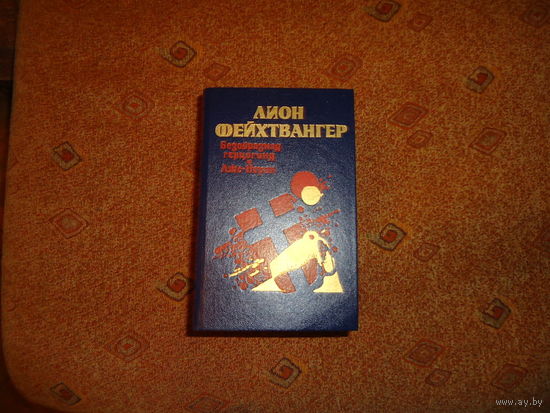 ЛИОН
ФЕЙХТВАНГЕР
Безобразная
герцогиня
Лже-Нерон
www.ay.by